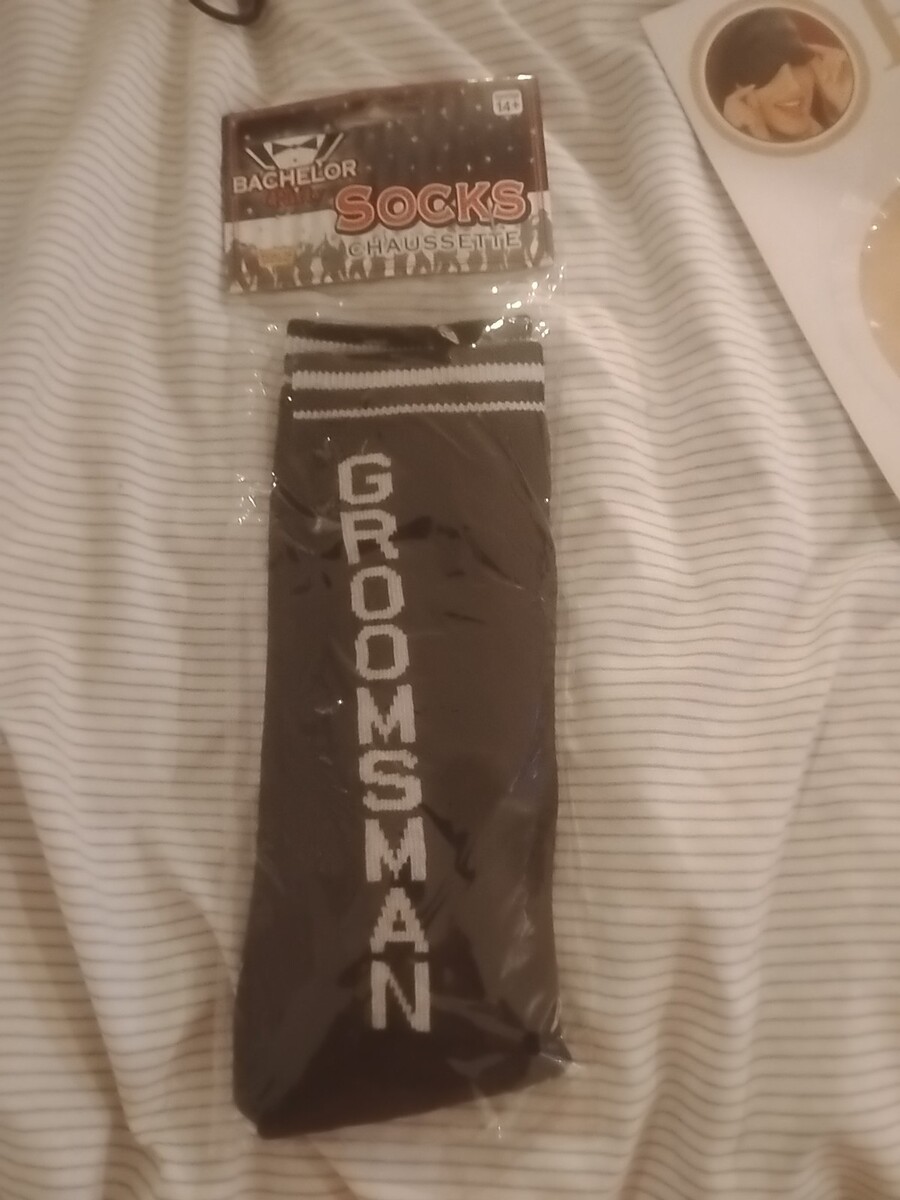 14+
BACHELOR
SOCKS
CHAUSSETTE
GROOMSMAN